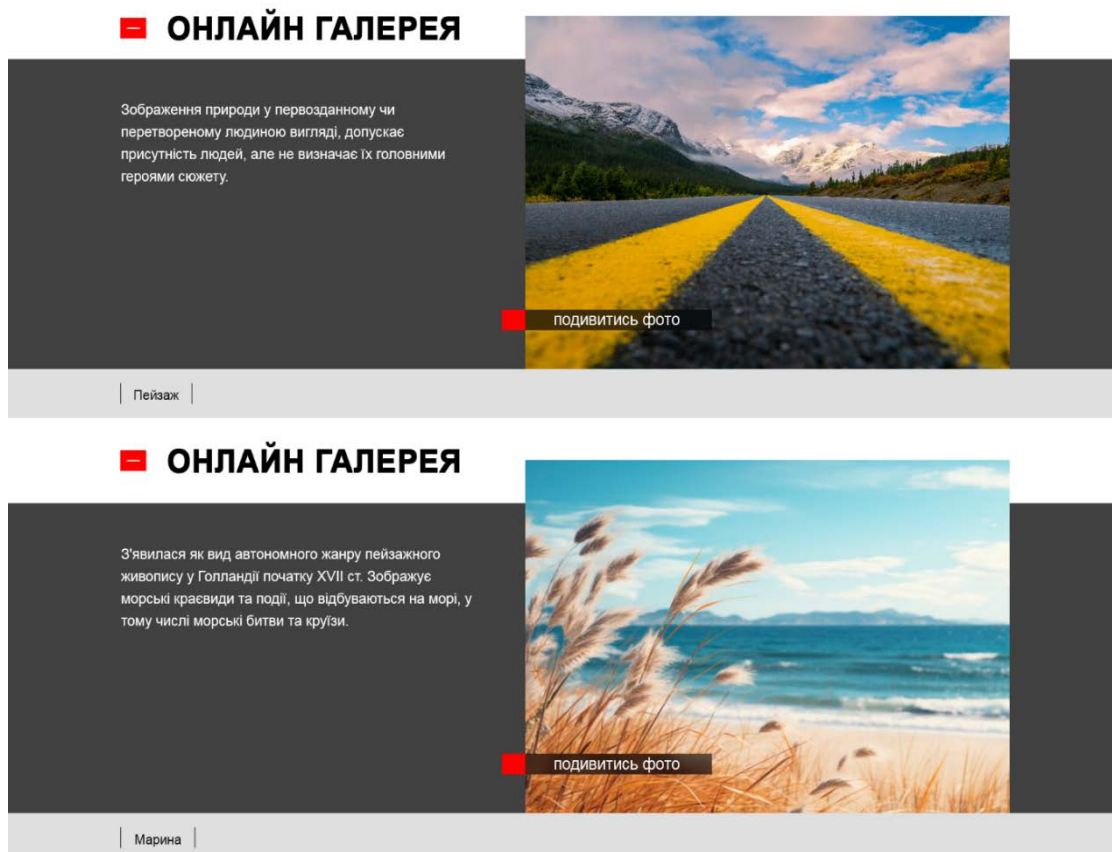 ОНЛАЙН ГАЛЕРЕЯ
Зображення природи у первозданному чи
перетвореному людиною вигляді, допускає
присутність людей, але не визначає їх головними
героями сюжету.
подивитись фото
Пейзаж
ОНЛАЙН ГАЛЕРЕЯ
З'явилася як вид автономного жанру пейзажного
живопису у Голландії початку XVII ст. Зображує
морські краєвиди та події, що відбуваються на морі, у
тому числі морські битви та круїзи.
подивитись фото
Марина